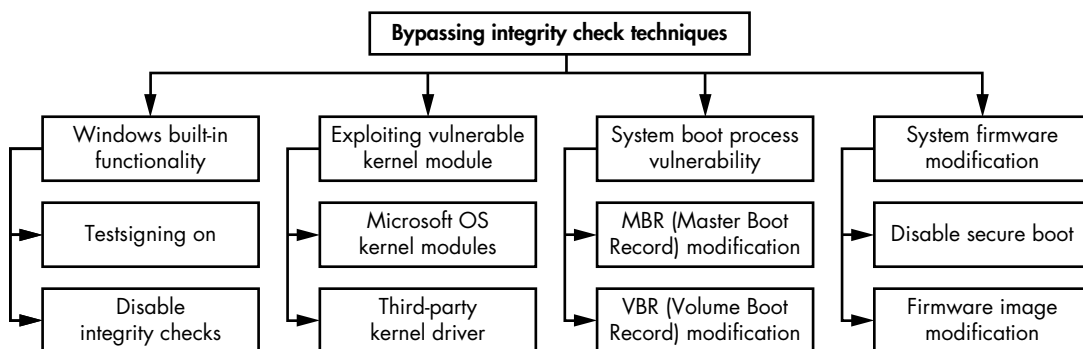 Bypassing integrity check techniques
Windows built-in
functionality
Testsigning on
Disable
integrity checks
Exploiting vulnerable
kernel module
Microsoft OS
kernel modules
Third-party
kernel driver
System boot process
vulnerability
MBR (Master Boot
Record) modification
VBR (Volume Boot
Record) modification
System firmware
modification
Disable secure boot
Firmware image
modification